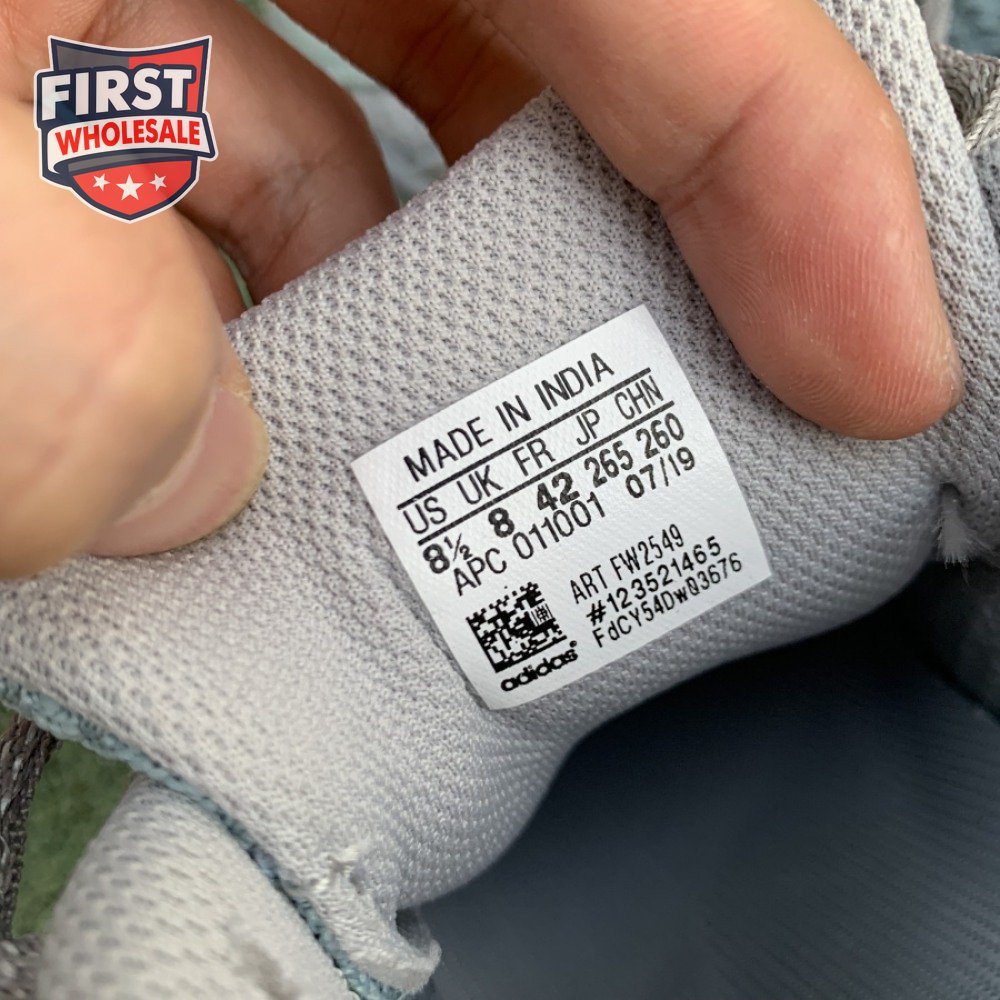 FIRST
WHOLESALE
MADE IN INDIA
US UK FR JP CHN
8½ 8 42 265 260
APC 011001 07/19
ART FW2549
#123521465
FdCY54DwQ3676
adidas